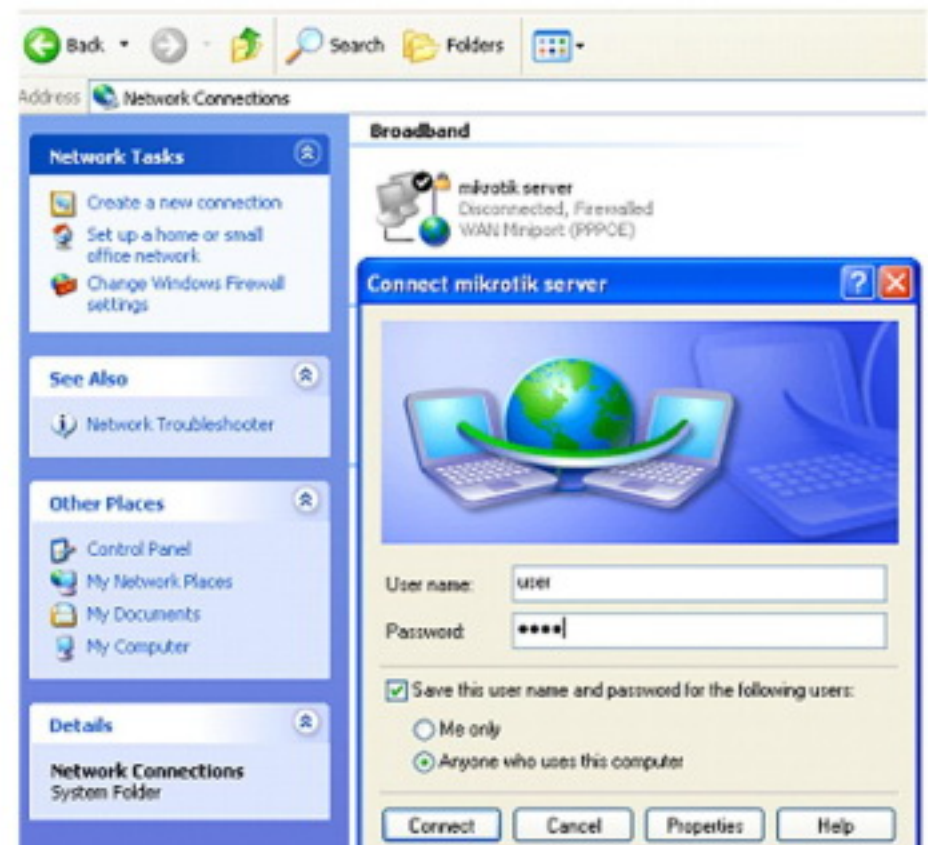 Back
Search
Folders
Address
Network Connections
Network Tasks
Create a new connection
Set up a home or small
office network
Change Windows Firewall
settings
See Also
Network Troubleshooter
Other Places
Control Panel
My Network Places
My Documents
My Computer
Details
Network Connections
System Folder
Broadband
mikrotik server
Disconnected, Firewalled
WAN Miniport (PPPOE)
Connect mikrotik server
User name:
user
Password:
••••
Save this user name and password for the following users:
Me only
Anyone who uses this computer
Connect
Cancel
Properties
Help